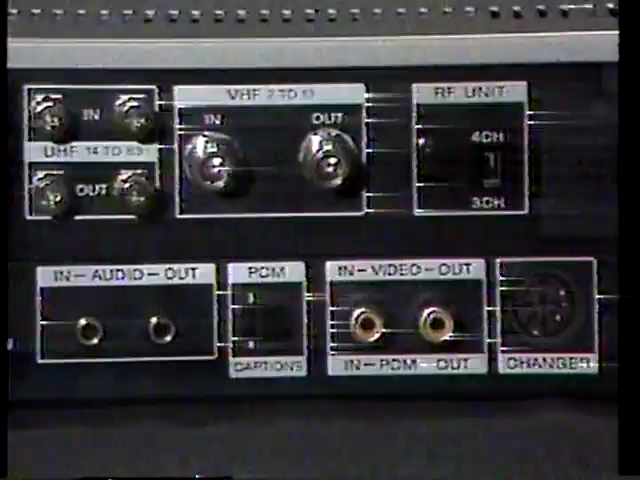 VHF 2 TO 13
RF UNIT
IN
IN
OUT
4CH
UHF 14 TO 83
OUT
3CH
IN-AUDIO-OUT
PCM
IN-VIDEO-OUT
CAPTIONS
IN-PCM-OUT
CHANGER